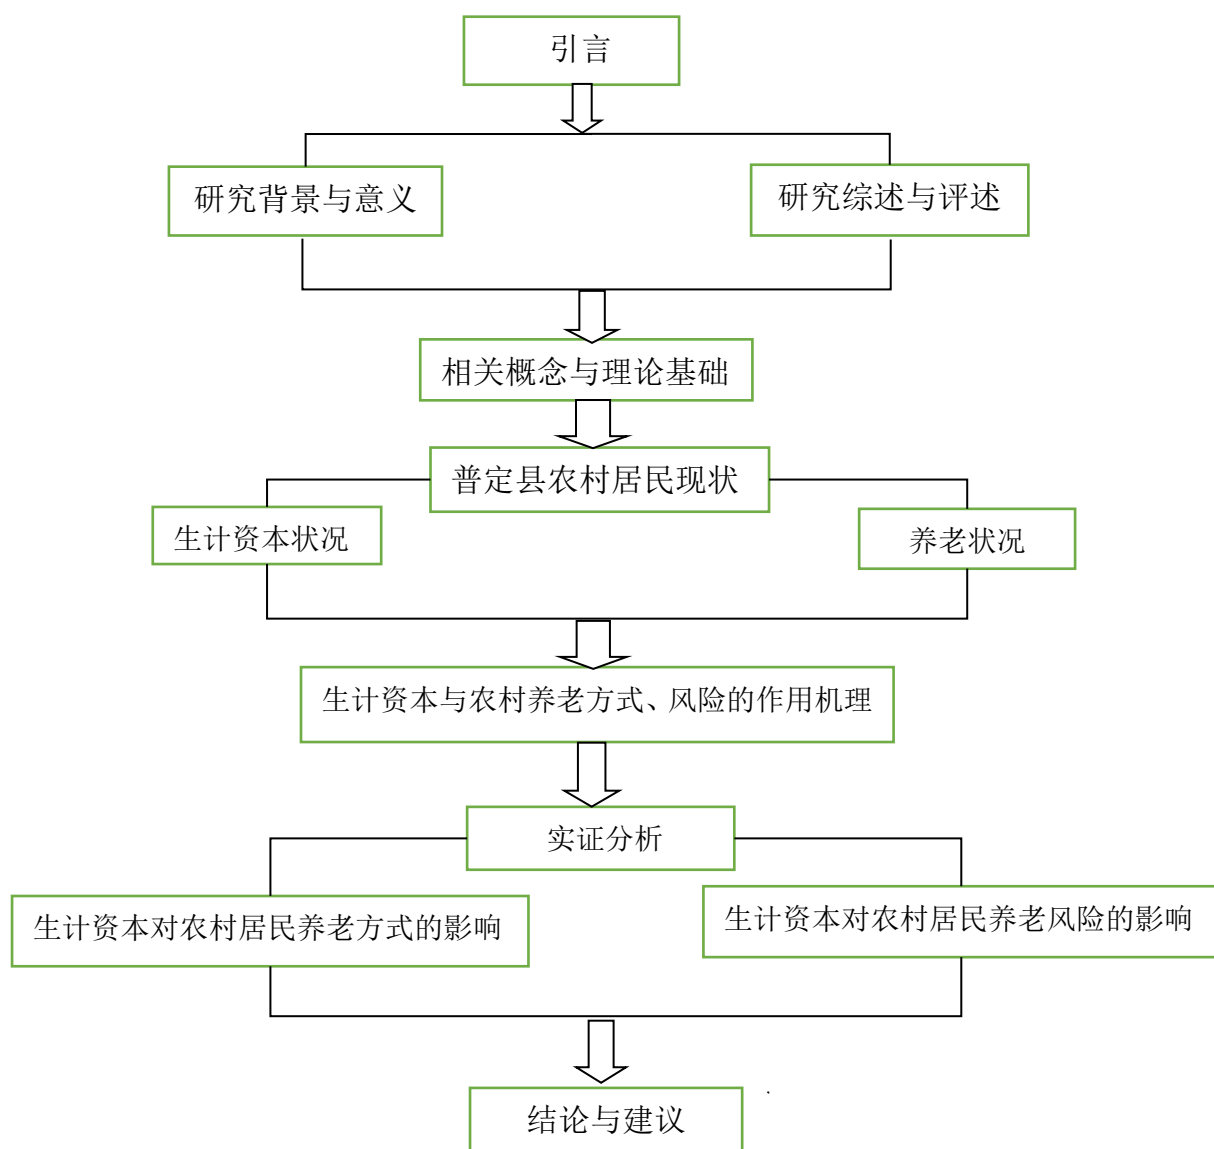 引言
研究背景与意义
研究综述与评述
相关概念与理论基础
普定县农村居民现状
生计资本状况
养老状况
生计资本与农村养老方式、风险的作用机理
实证分析
生计资本对农村居民养老方式的影响
生计资本对农村居民养老风险的影响
结论与建议